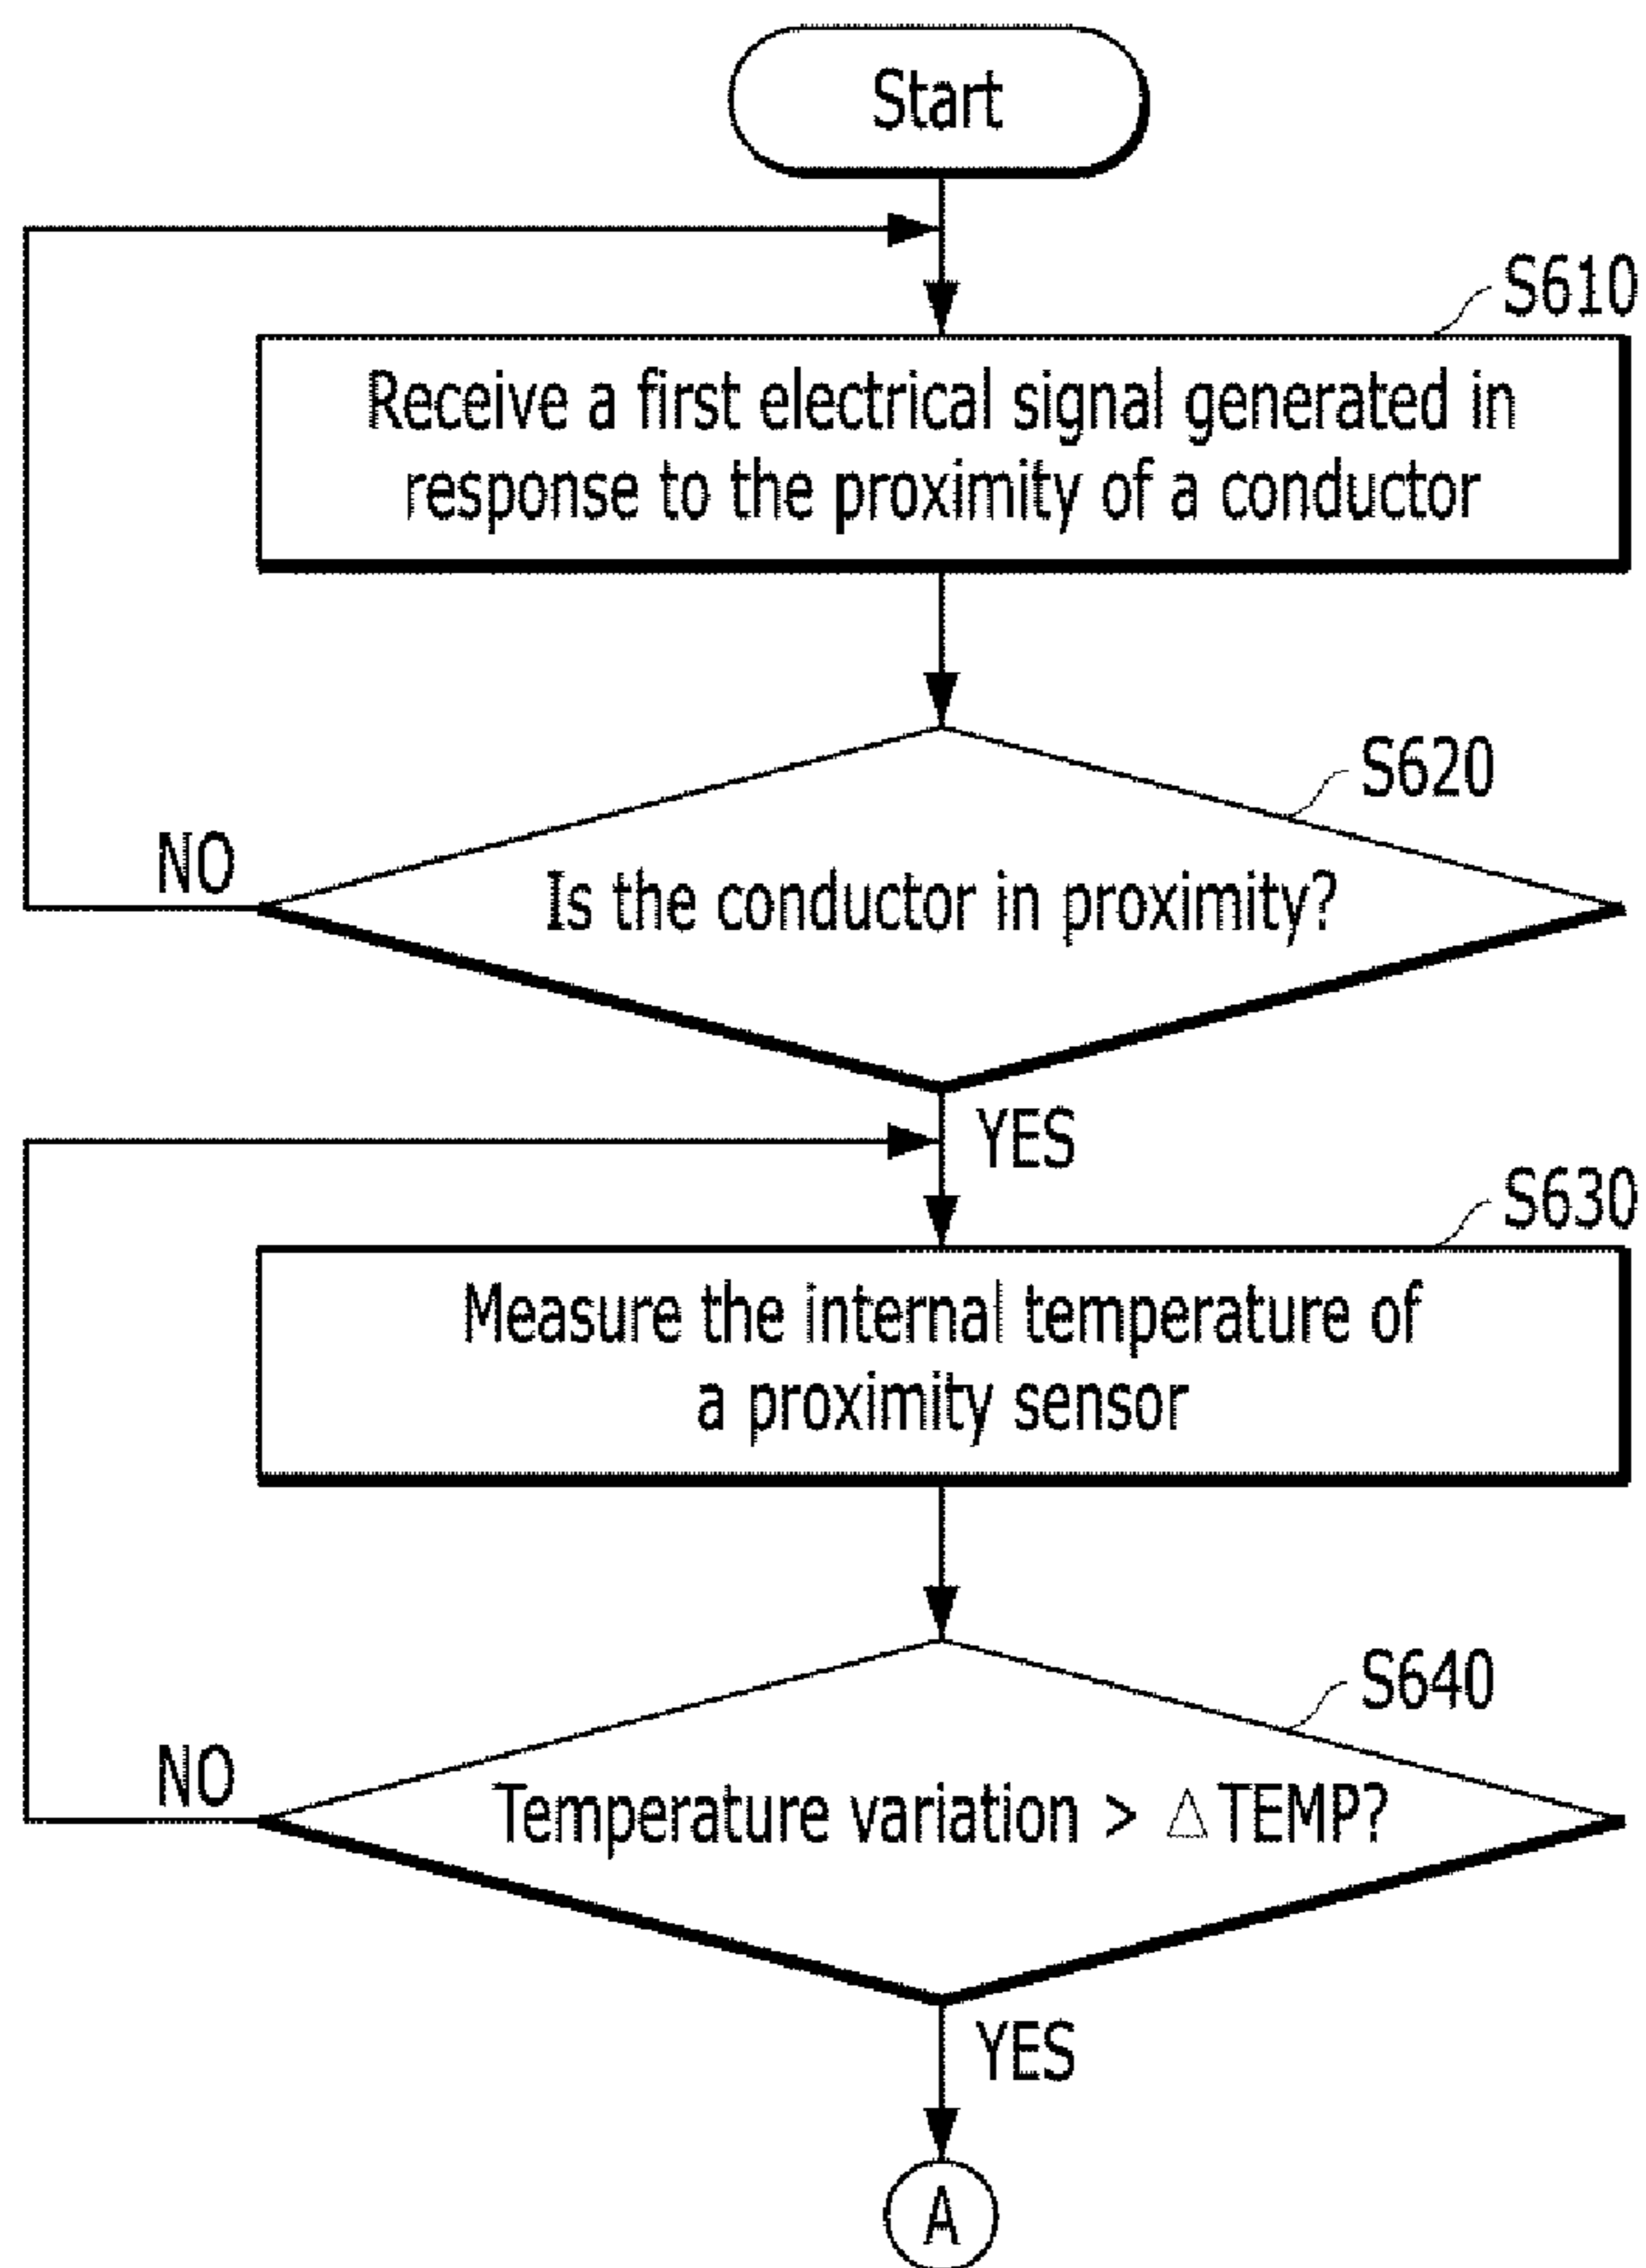 Start
S610
Receive a first electrical signal generated in
response to the proximity of a conductor
S620
NO
Is the conductor in proximity?
YES
S630
Measure the internal temperature of
a proximity sensor
S640
NO
Temperature variation > △TEMP?
YES
A